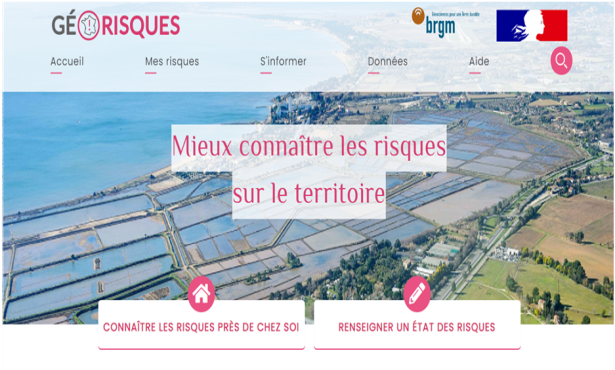 GÉORISQUES
brgm
Accueil
Mes risques
S'informer
Données
Aide
Mieux connaître les risques
sur le territoire
CONNAÎTRE LES RISQUES PRÈS DE CHEZ SOI
RENSEIGNER UN ÉTAT DES RISQUES